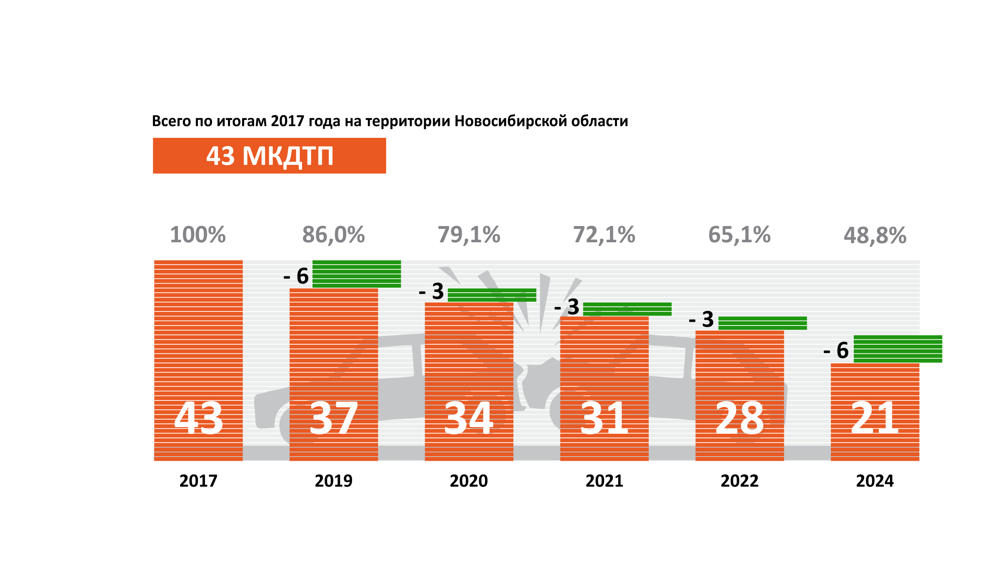 Всего по итогам 2017 года на территории Новосибирской области
43 МКДТП
100% 86,0% 79,1% 72,1% 65,1% 48,8%
- 6
- 3
- 3
- 3
- 6
43 37 34 31 28 21
2017 2019 2020 2021 2022 2024